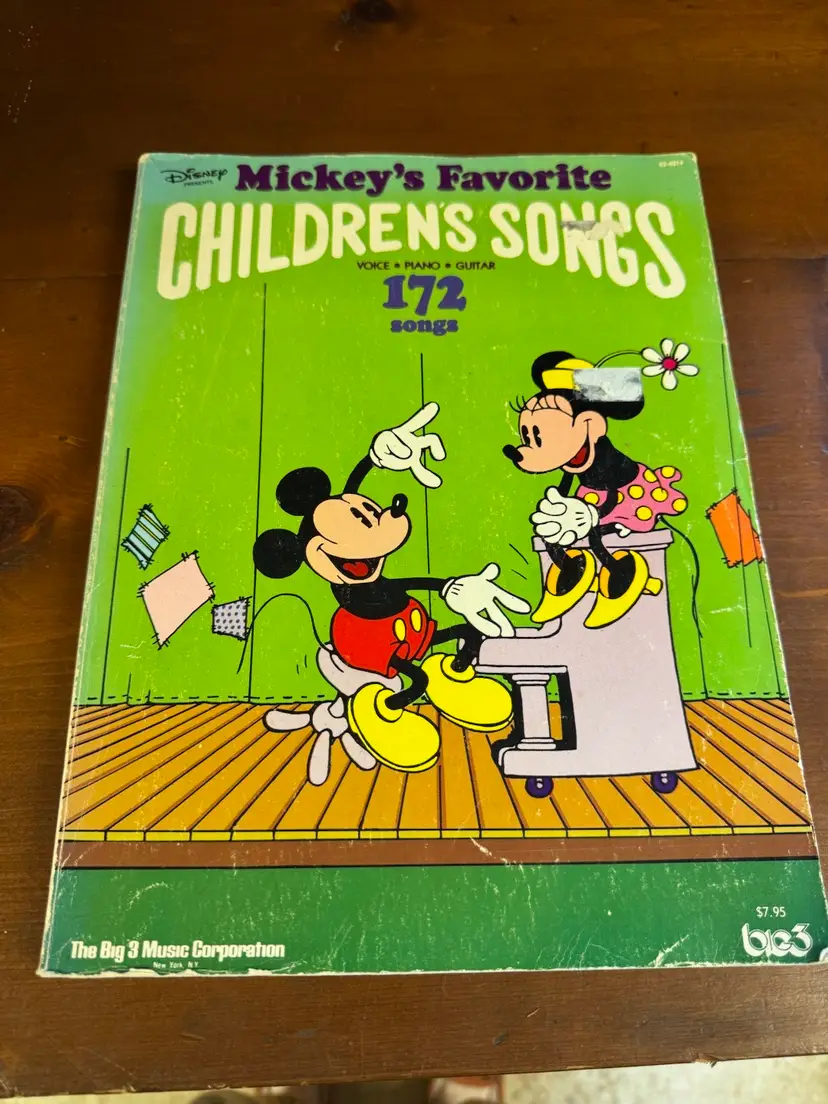 Disney Mickey's Favorite
PRESENTS
CHILDREN'S SONGS
VOICE • PIANO • GUITAR
172
songs
$7.95
The Big 3 Music Corporation
New York, N.Y.
big3